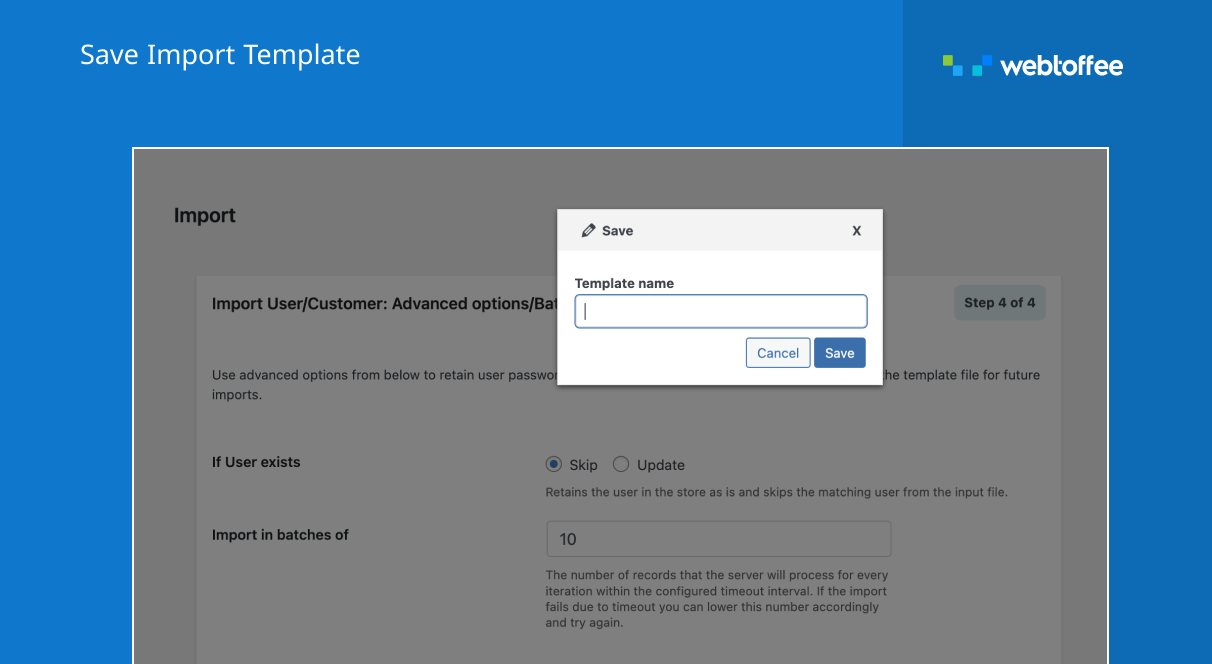 Save Import Template
webtoffee
Import
Save
X
Template name
Cancel
Save
Import User/Customer: Advanced options/
Step 4 of 4
Use advanced options from below to retain user
the template file for future
imports.
If User exists
Skip
Update
Retains the user in the store as is and skips the matching user from the input file.
Import in batches of
10
The number of records that the server will process for every
iteration within the configured timeout interval. If the import
fails due to timeout you can lower this number accordingly
and try again.